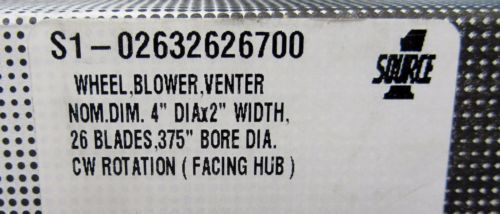 S1-02632626700
1
SOURCE
WHEEL,BLOWER,VENTER
NOM.DIM. 4" DIAx2" WIDTH,
26 BLADES,375" BORE DIA.
CW ROTATION ( FACING HUB )